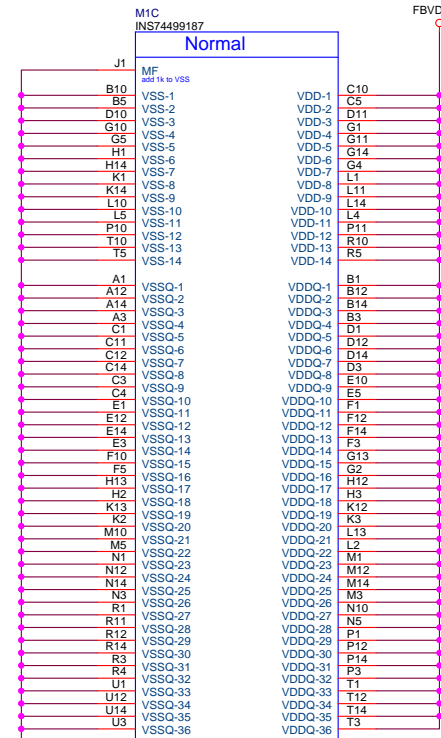 M1C
FBVD
INS74499187
Normal
J1
MF
add 1k to VSS
B10 VSS-1 VDD-1 C10
B5 VSS-2 VDD-2 C5
D10 VSS-3 VDD-3 D11
G10 VSS-4 VDD-4 G1
G5 VSS-5 VDD-5 G11
H1 VSS-6 VDD-6 G14
H14 VSS-7 VDD-7 G4
K1 VSS-8 VDD-8 L1
K14 VSS-9 VDD-9 L11
L10 VSS-10 VDD-10 L14
L5 VSS-11 VDD-11 L4
P10 VSS-12 VDD-12 P11
T10 VSS-13 VDD-13 R10
T5 VSS-14 VDD-14 R5
A1 VSSQ-1 VDDQ-1 B1
A12 VSSQ-2 VDDQ-2 B12
A14 VSSQ-3 VDDQ-3 B14
A3 VSSQ-4 VDDQ-4 B3
C1 VSSQ-5 VDDQ-5 D1
C11 VSSQ-6 VDDQ-6 D12
C12 VSSQ-7 VDDQ-7 D14
C14 VSSQ-8 VDDQ-8 D3
C3 VSSQ-9 VDDQ-9 E10
C4 VSSQ-10 VDDQ-10 E5
E1 VSSQ-11 VDDQ-11 F1
E12 VSSQ-12 VDDQ-12 F12
E14 VSSQ-13 VDDQ-13 F14
E3 VSSQ-14 VDDQ-14 F3
F10 VSSQ-15 VDDQ-15 G13
F5 VSSQ-16 VDDQ-16 G2
H13 VSSQ-17 VDDQ-17 H12
H2 VSSQ-18 VDDQ-18 H3
K13 VSSQ-19 VDDQ-19 K12
K2 VSSQ-20 VDDQ-20 K3
M10 VSSQ-21 VDDQ-21 L13
M5 VSSQ-22 VDDQ-22 L2
N1 VSSQ-23 VDDQ-23 M1
N12 VSSQ-24 VDDQ-24 M12
N14 VSSQ-25 VDDQ-25 M14
N3 VSSQ-26 VDDQ-26 M3
R1 VSSQ-27 VDDQ-27 N10
R11 VSSQ-28 VDDQ-28 N5
R12 VSSQ-29 VDDQ-29 P1
R14 VSSQ-30 VDDQ-30 P12
R3 VSSQ-31 VDDQ-31 P14
R4 VSSQ-32 VDDQ-32 P3
U1 VSSQ-33 VDDQ-33 T1
U12 VSSQ-34 VDDQ-34 T12
U14 VSSQ-35 VDDQ-35 T14
U3 VSSQ-36 VDDQ-36 T3